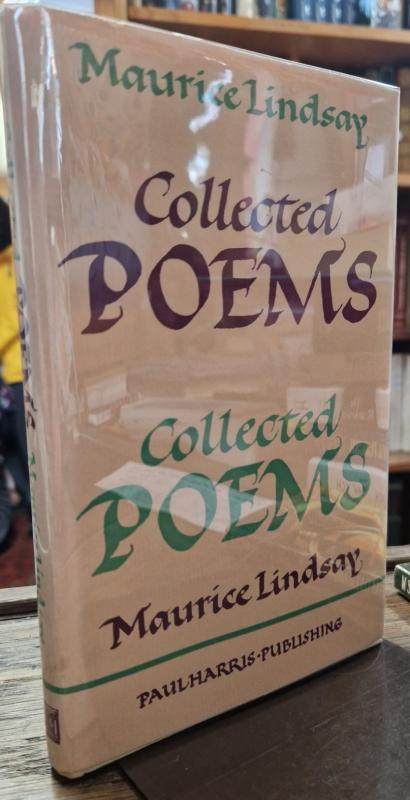 Maurice Lindsay
Collected
POEMS
Collected
POEMS
Maurice Lindsay
PAUL HARRIS · PUBLISHING